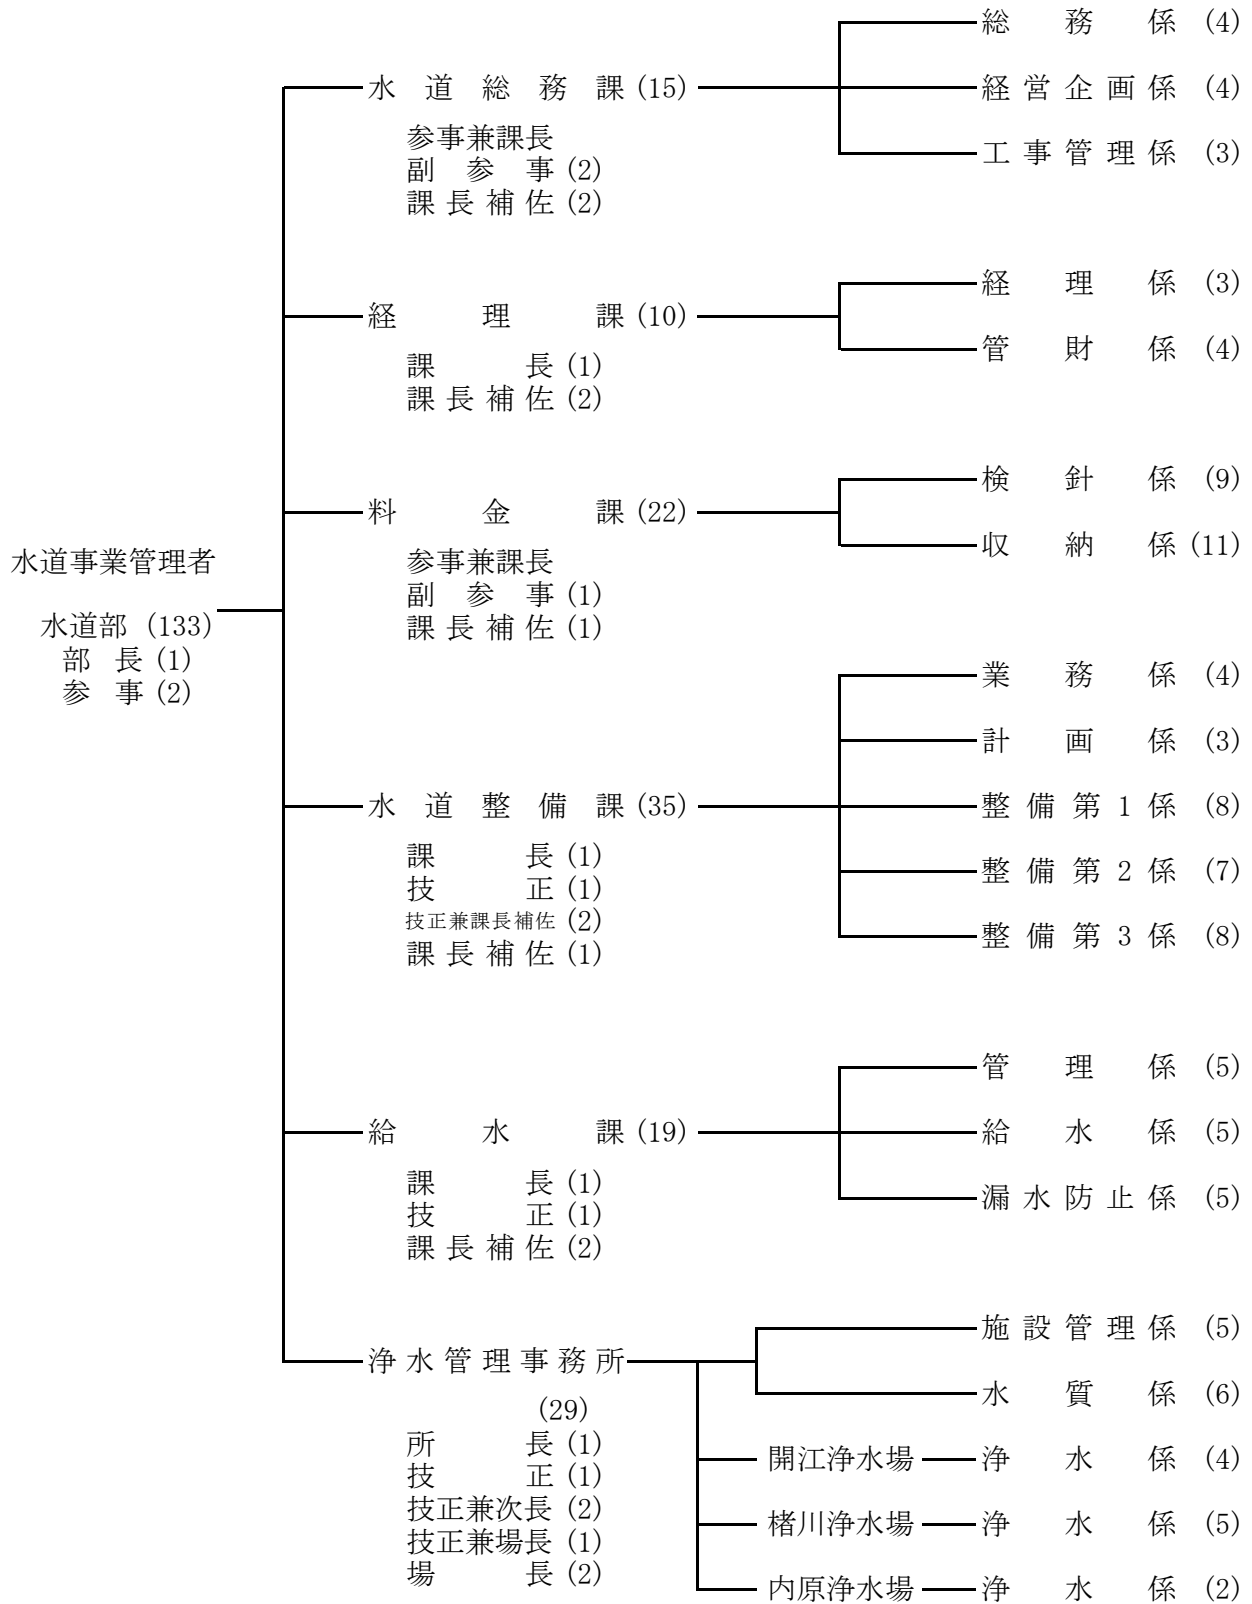 水道事業管理者
水道部 (133)
部長 (1)
参事 (2)
水道総務課 (15)
参事兼課長
副参事 (2)
課長補佐 (2)
総務係 (4)
経営企画係 (4)
工事管理係 (3)
経理課 (10)
課長 (1)
課長補佐 (2)
経理係 (3)
管財係 (4)
料金課 (22)
参事兼課長
副参事 (1)
課長補佐 (1)
検針係 (9)
収納係 (11)
水道整備課 (35)
課長 (1)
技正 (1)
技正兼課長補佐 (2)
課長補佐 (1)
業務係 (4)
計画係 (3)
整備第1係 (8)
整備第2係 (7)
整備第3係 (8)
給水課 (19)
課長 (1)
技正 (1)
課長補佐 (2)
管理係 (5)
給水係 (5)
漏水防止係 (5)
浄水管理事務所
(29)
所長 (1)
技正 (1)
技正兼次長 (2)
技正兼場長 (1)
場長 (2)
施設管理係 (5)
水質係 (6)
開江浄水場 浄水係 (4)
楮川浄水場 浄水係 (5)
内原浄水場 浄水係 (2)